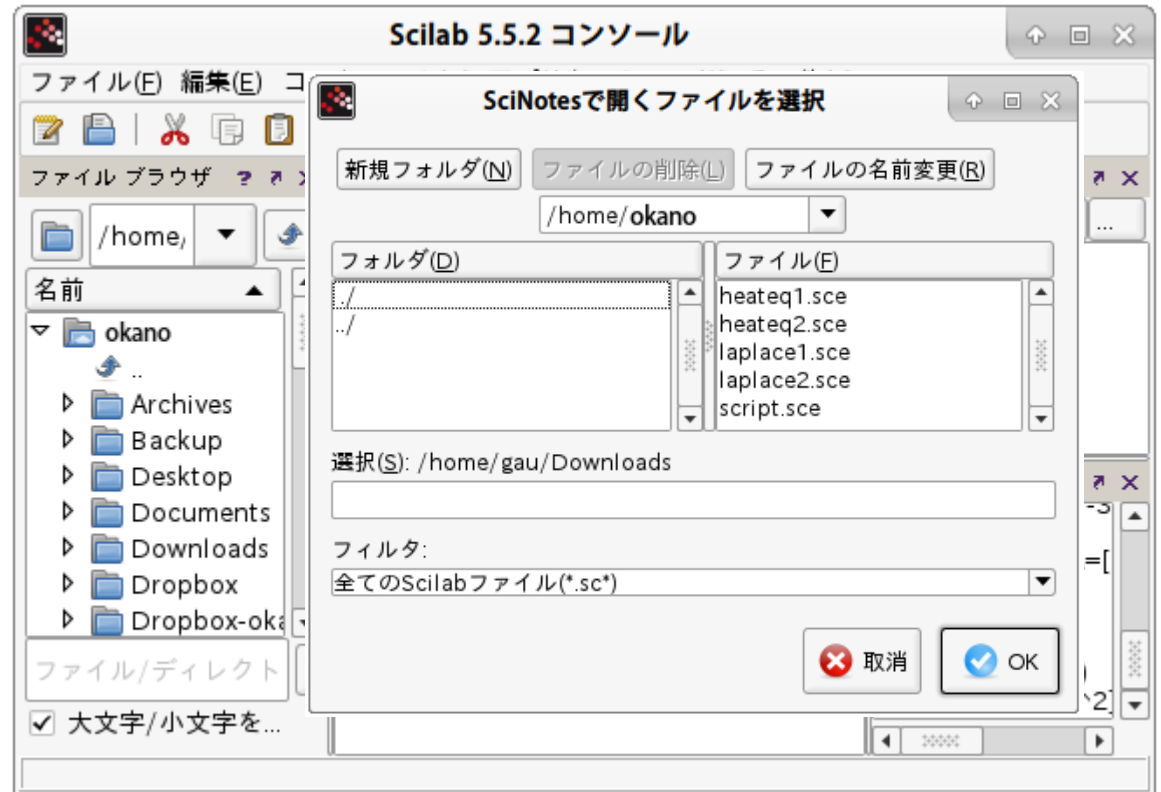 Scilab 5.5.2 コンソール
ファイル(F) 編集(E) コ
SciNotesで開くファイルを選択
ファイル ブラウザ ?
新規フォルダ(N) ファイルの削除(L) ファイルの名前変更(R)
/home/okano
/home/
...
名前
okano
..
Archives
Backup
Desktop
Documents
Downloads
Dropbox
Dropbox-oka
フォルダ(D)
./
../
ファイル(F)
heateq1.sce
heateq2.sce
laplace1.sce
laplace2.sce
script.sce
選択(S): /home/gau/Downloads
フィルタ:
全てのScilabファイル(*.sc*)
取消
OK
-3
=[
)
^2]
ファイル/ディレクト
大文字/小文字を...